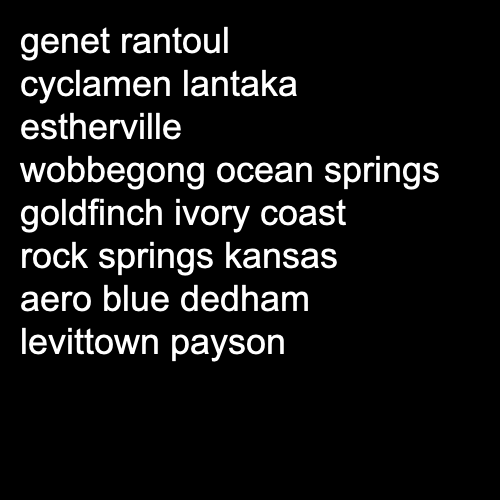 genet rantoul
cyclamen lantaka
estherville
wobbegong ocean springs
goldfinch ivory coast
rock springs kansas
aero blue dedham
levittown payson